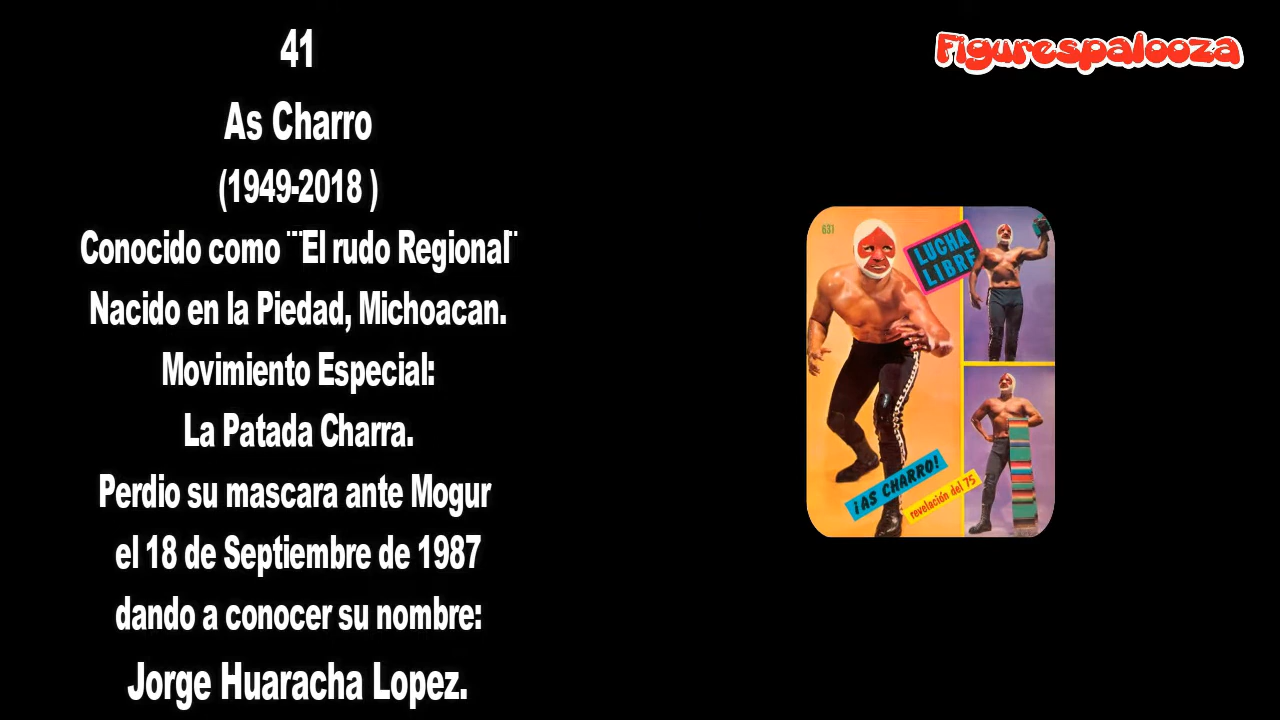 41
As Charro
(1949-2018 )
Conocido como ¨El rudo Regional¨
Nacido en la Piedad, Michoacan.
Movimiento Especial:
La Patada Charra.
Perdio su mascara ante Mogur
el 18 de Septiembre de 1987
dando a conocer su nombre:
Jorge Huaracha Lopez.
Figurespalooza
631
LUCHA
LIBRE
¡AS CHARRO!
revelación del 75